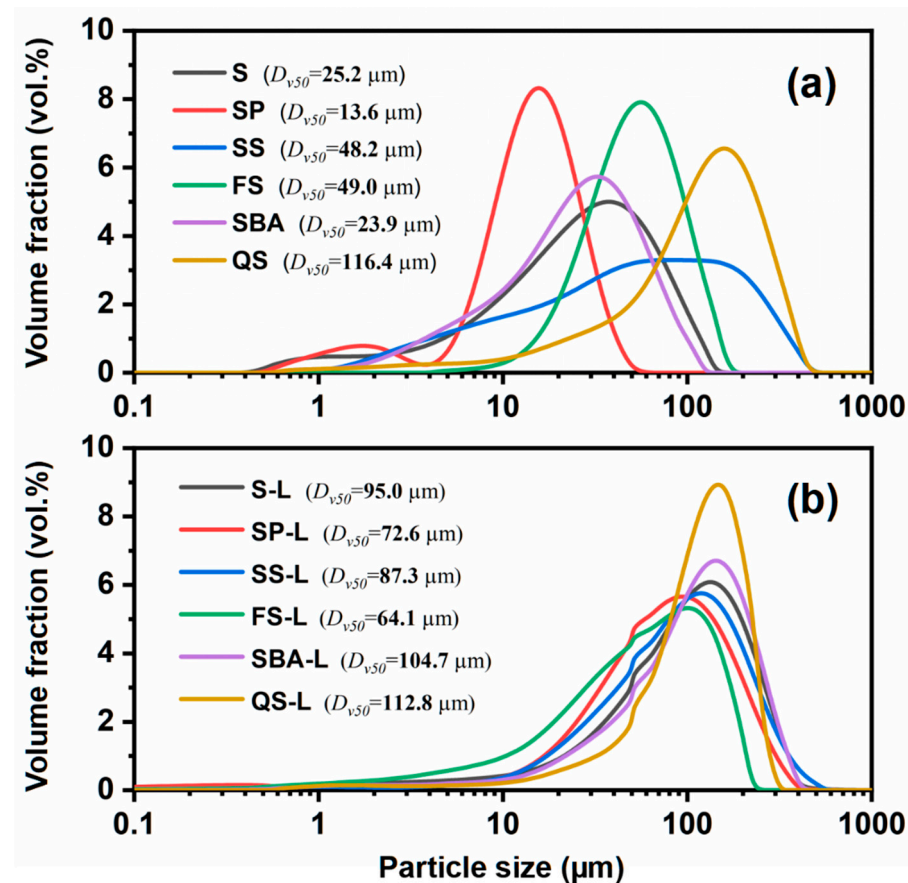 10
8
6
4
2
0
Volume fraction (vol.%)
(a)
S (Dv50=25.2 µm)
SP (Dv50=13.6 µm)
SS (Dv50=48.2 µm)
FS (Dv50=49.0 µm)
SBA (Dv50=23.9 µm)
QS (Dv50=116.4 µm)
0.1 1 10 100 1000
10
8
6
4
2
0
Volume fraction (vol.%)
(b)
S-L (Dv50=95.0 µm)
SP-L (Dv50=72.6 µm)
SS-L (Dv50=87.3 µm)
FS-L (Dv50=64.1 µm)
SBA-L (Dv50=104.7 µm)
QS-L (Dv50=112.8 µm)
0.1 1 10 100 1000
Particle size (µm)